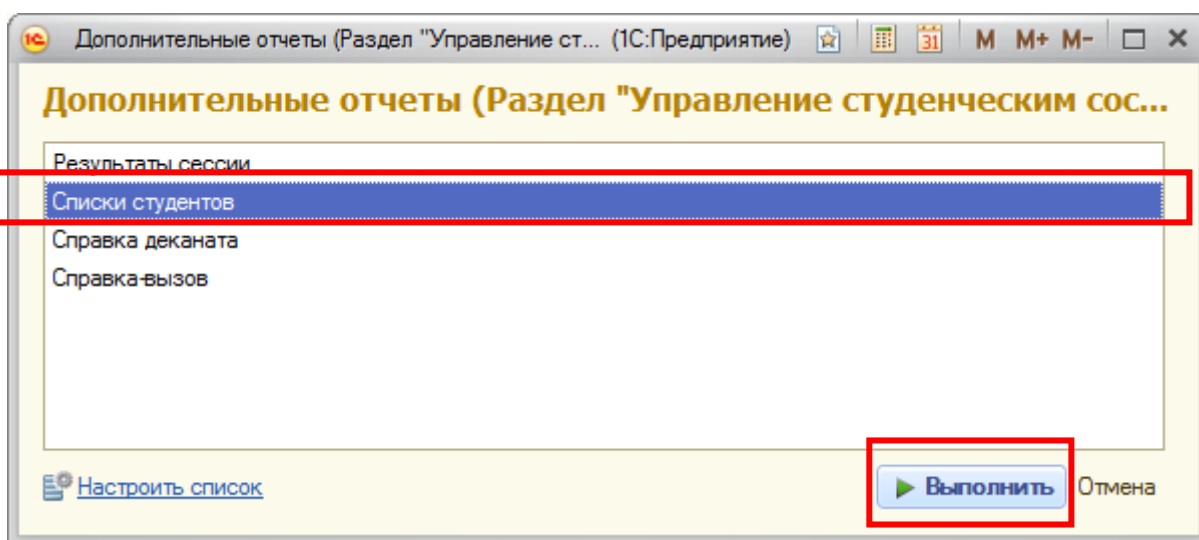 1С Дополнительные отчеты (Раздел "Управление ст... (1С:Предприятие) 31 M M+ M-
Дополнительные отчеты (Раздел "Управление студенческим сос...
Результаты сессии
Списки студентов
Справка деканата
Справка-вызов
Настроить список Выполнить Отмена